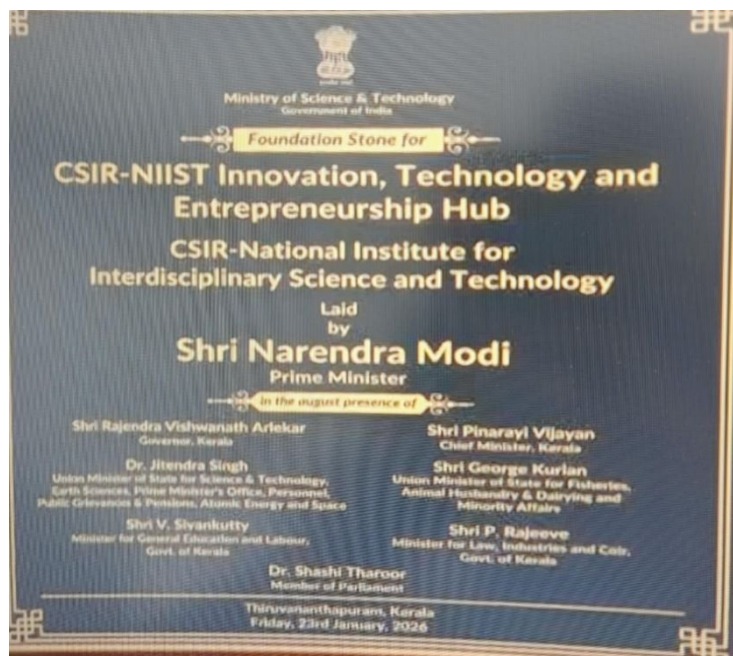 Ministry of Science & Technology
Government of India
Foundation Stone for
CSIR-NIIST Innovation, Technology and
Entrepreneurship Hub
CSIR-National Institute for
Interdisciplinary Science and Technology
Laid
by
Shri Narendra Modi
Prime Minister
in the august presence of
Shri Rajendra Vishwanath Arlekar
Governor, Kerala
Shri Pinarayi Vijayan
Chief Minister, Kerala
Dr. Jitendra Singh
Union Minister of State for Science & Technology,
Earth Sciences, Prime Minister's Office, Personnel,
Public Grievances & Pensions, Atomic Energy and Space
Shri George Kurian
Union Minister of State for Fisheries,
Animal Husbandry & Dairying and
Minority Affairs
Shri V. Sivankutty
Minister for General Education and Labour,
Govt. of Kerala
Shri P. Rajeeve
Minister for Law, Industries and Coir,
Govt. of Kerala
Dr. Shashi Tharoor
Member of Parliament
Thiruvananthapuram, Kerala
Friday, 23rd January, 2026